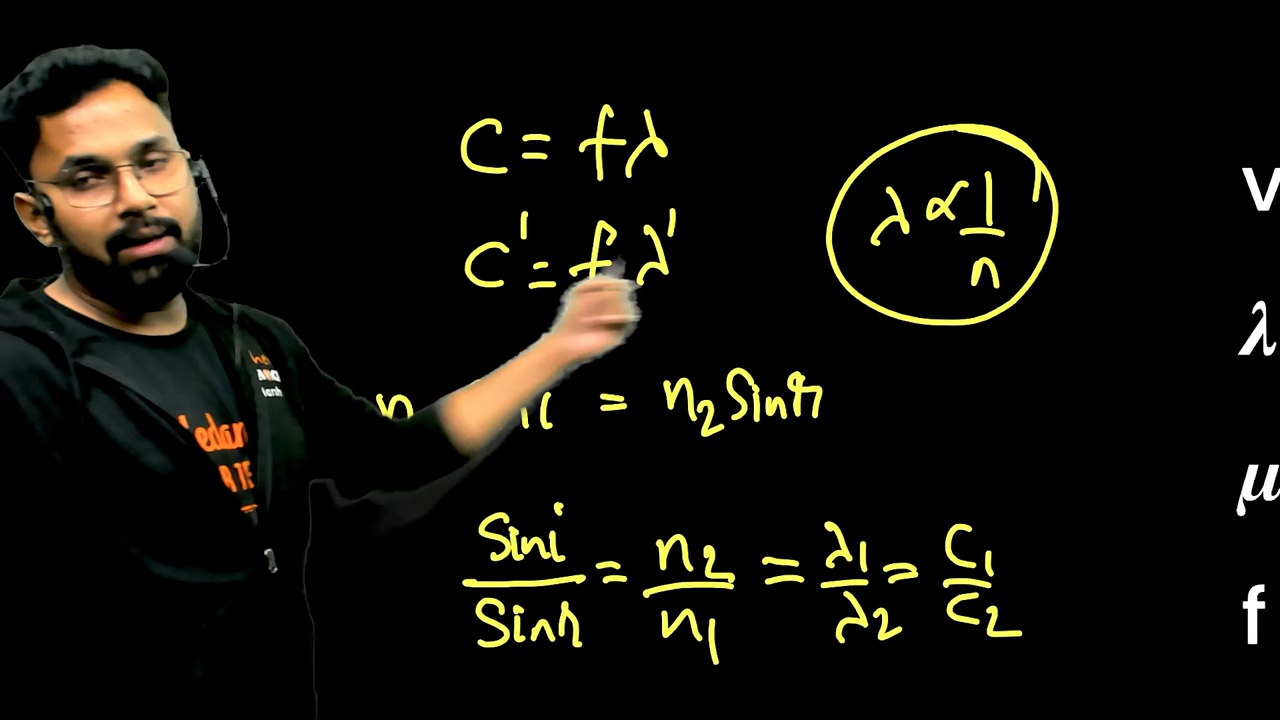 C = fλ
C' = fλ'
λ ∝ 1/n
n = n₂ Sin r
Sin i / Sin r = n₂/n₁ = λ₁/λ₂ = C₁/C₂
v
λ
μ
f